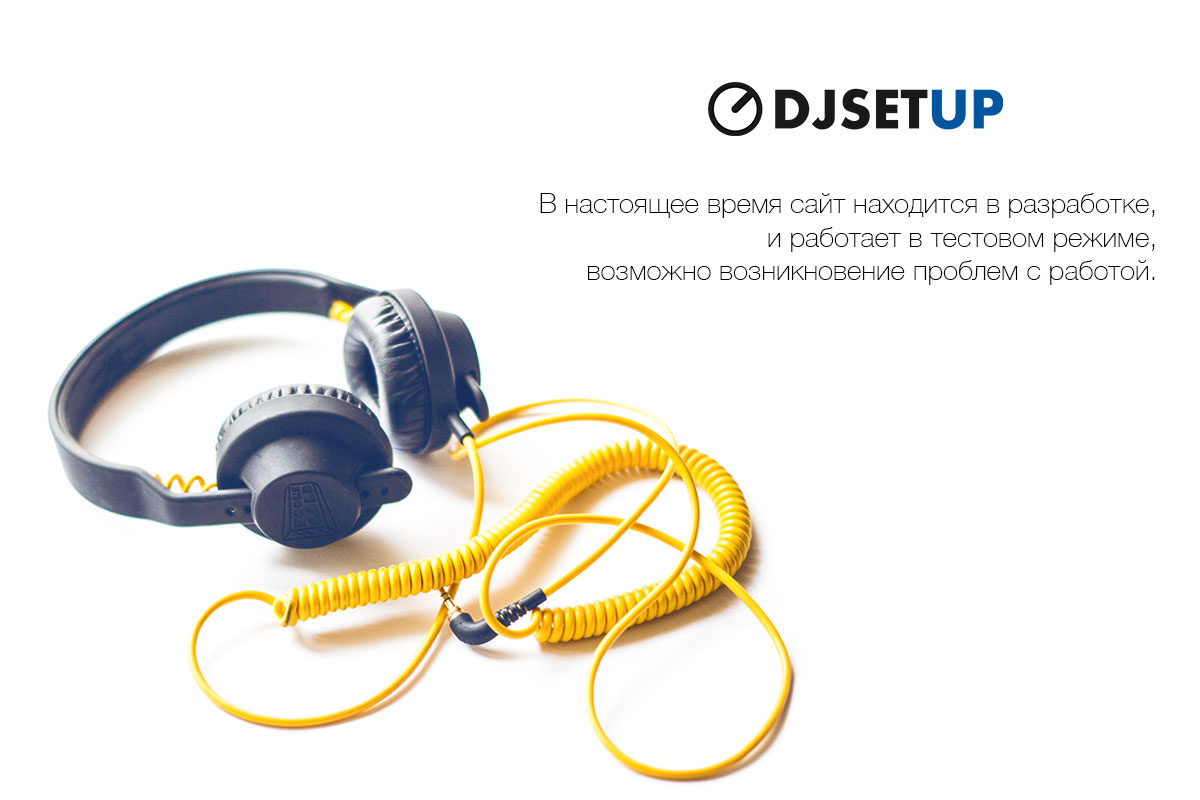 DJSETUP
В настоящее время сайт находится в разработке,
и работает в тестовом режиме,
возможно возникновение проблем с работой.